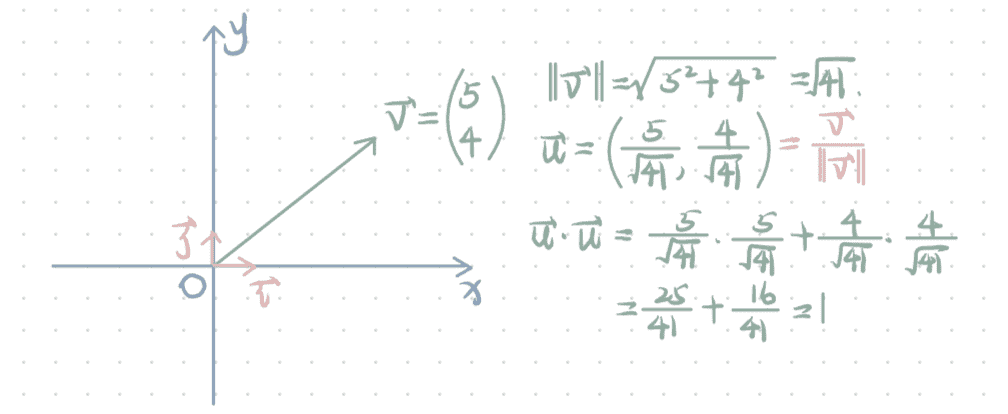 y
v⃗ = (5 4)
j⃗
O
i⃗
x
‖v⃗‖ = √(5² + 4²) = √41.
u⃗ = (5/√41, 4/√41) = v⃗/‖v⃗‖
u⃗ · u⃗ = 5/√41 · 5/√41 + 4/√41 · 4/√41
= 25/41 + 16/41 = 1